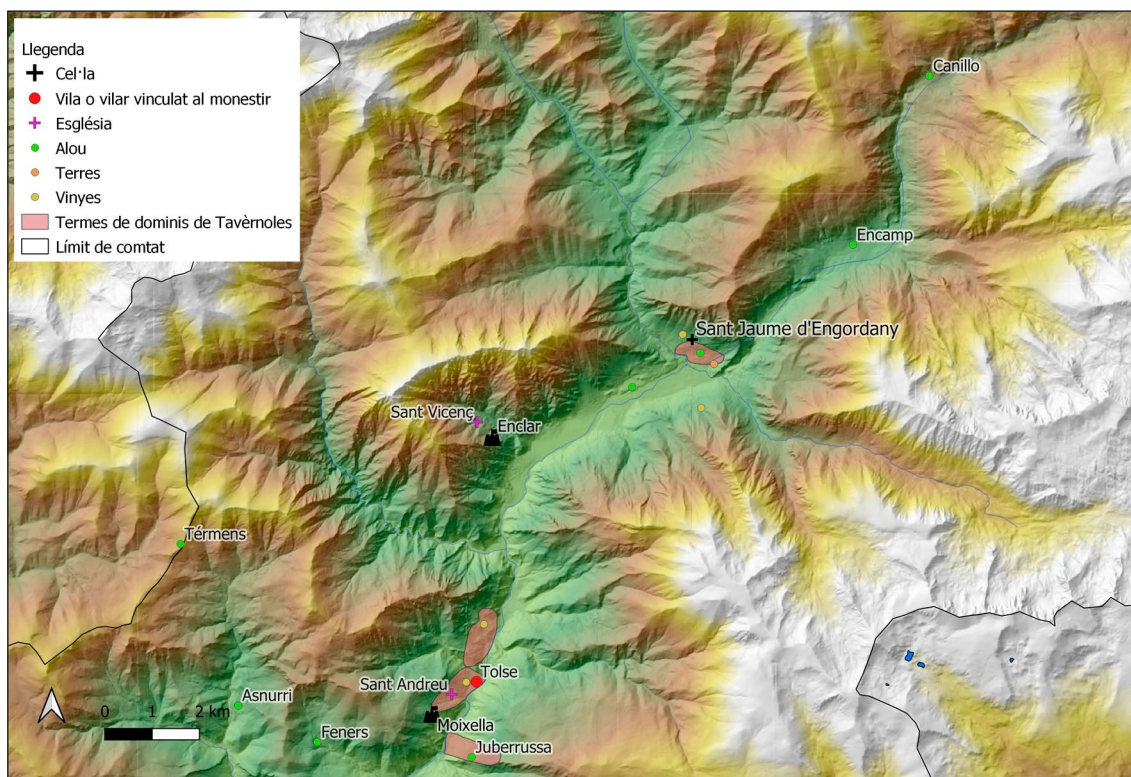 Llegenda
Cel·la
Vila o vilar vinculat al monestir
Església
Alou
Terres
Vinyes
Termes de dominis de Tavèrnoles
Límit de comtat
Canillo
Encamp
Sant Jaume d'Engordany
Sant Vicenç
Enclar
Térmens
Tolse
Sant Andreu
Asnurri
0 1 2 km
Moixella
Feners
Juberrussa